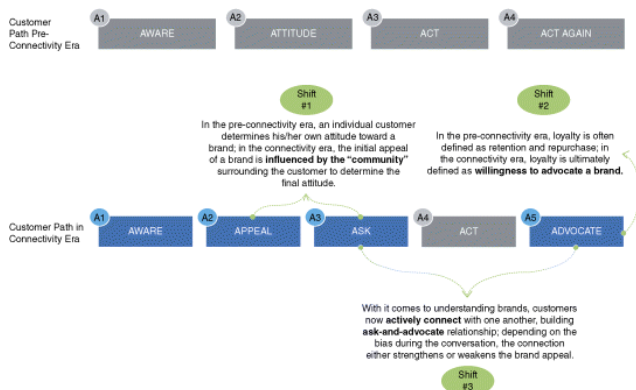 Customer
Path Pre-
Connectivity Era
A1
AWARE
A2
ATTITUDE
A3
ACT
A4
ACT AGAIN
Shift
#1
In the pre-connectivity era, an individual customer
determines his/her own attitude toward a
brand; in the connectivity era, the initial appeal
of a brand is influenced by the “community”
surrounding the customer to determine the
final attitude.
Shift
#2
In the pre-connectivity era, loyalty is often
defined as retention and repurchase; in
the connectivity era, loyalty is ultimately
defined as willingness to advocate a brand.
Customer Path in
Connectivity Era
A1
AWARE
A2
APPEAL
A3
ASK
A4
ACT
A5
ADVOCATE
With it comes to understanding brands, customers
now actively connect with one another, building
ask-and-advocate relationship; depending on the
bias during the conversation, the connection
either strengthens or weakens the brand appeal.
Shift
#3